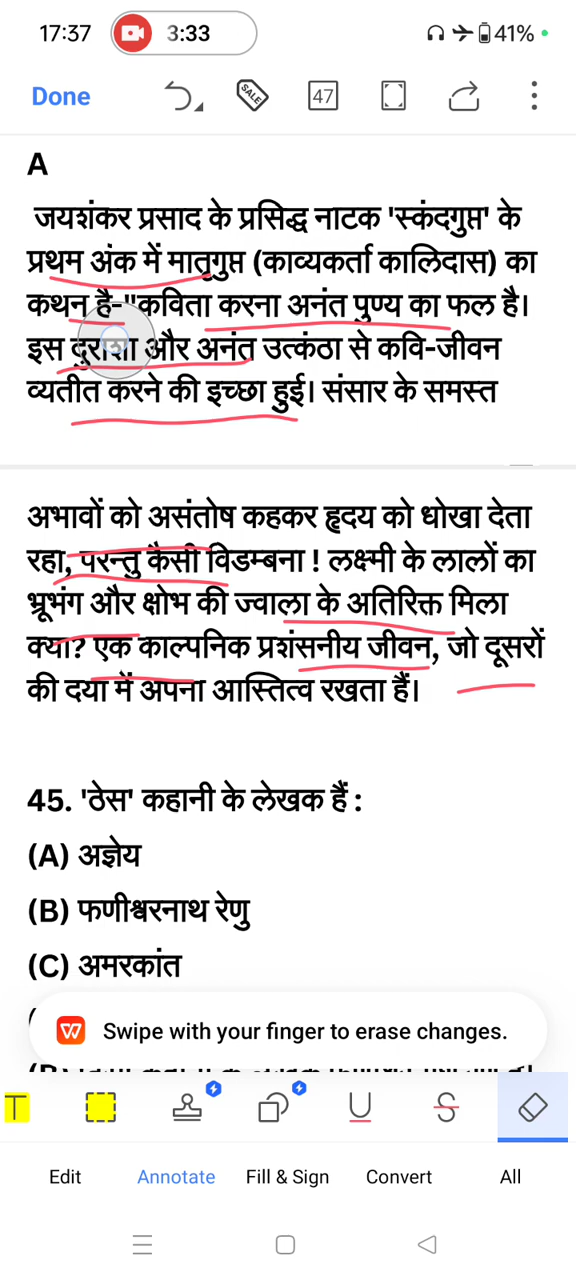 17:37
3:33
41%
Done
SALE
47
A
जयशंकर प्रसाद के प्रसिद्ध नाटक 'स्कंदगुप्त' के
प्रथम अंक में मातृगुप्त (काव्यकर्ता कालिदास) का
कथन है-"कविता करना अनंत पुण्य का फल है।
इस दुराशा और अनंत उत्कंठा से कवि-जीवन
व्यतीत करने की इच्छा हुई। संसार के समस्त
अभावों को असंतोष कहकर हृदय को धोखा देता
रहा, परन्तु कैसी विडम्बना ! लक्ष्मी के लालों का
भ्रूभंग और क्षोभ की ज्वाला के अतिरिक्त मिला
क्या? एक काल्पनिक प्रशंसनीय जीवन, जो दूसरों
की दया में अपना आस्तित्व रखता हैं।
45. 'ठेस' कहानी के लेखक हैं :
(A) अज्ञेय
(B) फणीश्वरनाथ रेणु
(C) अमरकांत
Swipe with your finger to erase changes.
Edit
Annotate
Fill & Sign
Convert
All